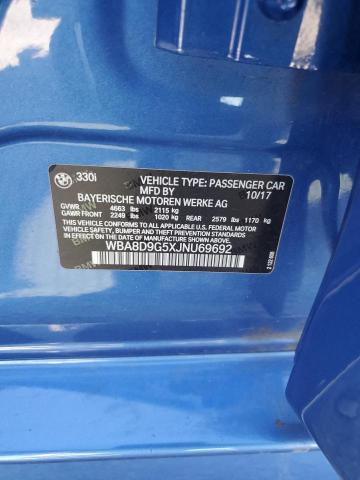 330i VEHICLE TYPE: PASSENGER CAR
MFD BY 10/17
BAYERISCHE MOTOREN WERKE AG
GVWR 4663 lbs 2115 kg
GAWR FRONT 2249 lbs 1020 kg REAR 2579 lbs 1170 kg
THIS VEHICLE CONFORMS TO ALL APPLICABLE FEDERAL MOTOR
VEHICLE SAFETY, BUMPER, AND THEFT PREVENTION STANDARDS
IN EFFECT ON THE DATE OF MANUFACTURE SHOWN ABOVE.
WBA8D9G5XJNU69692